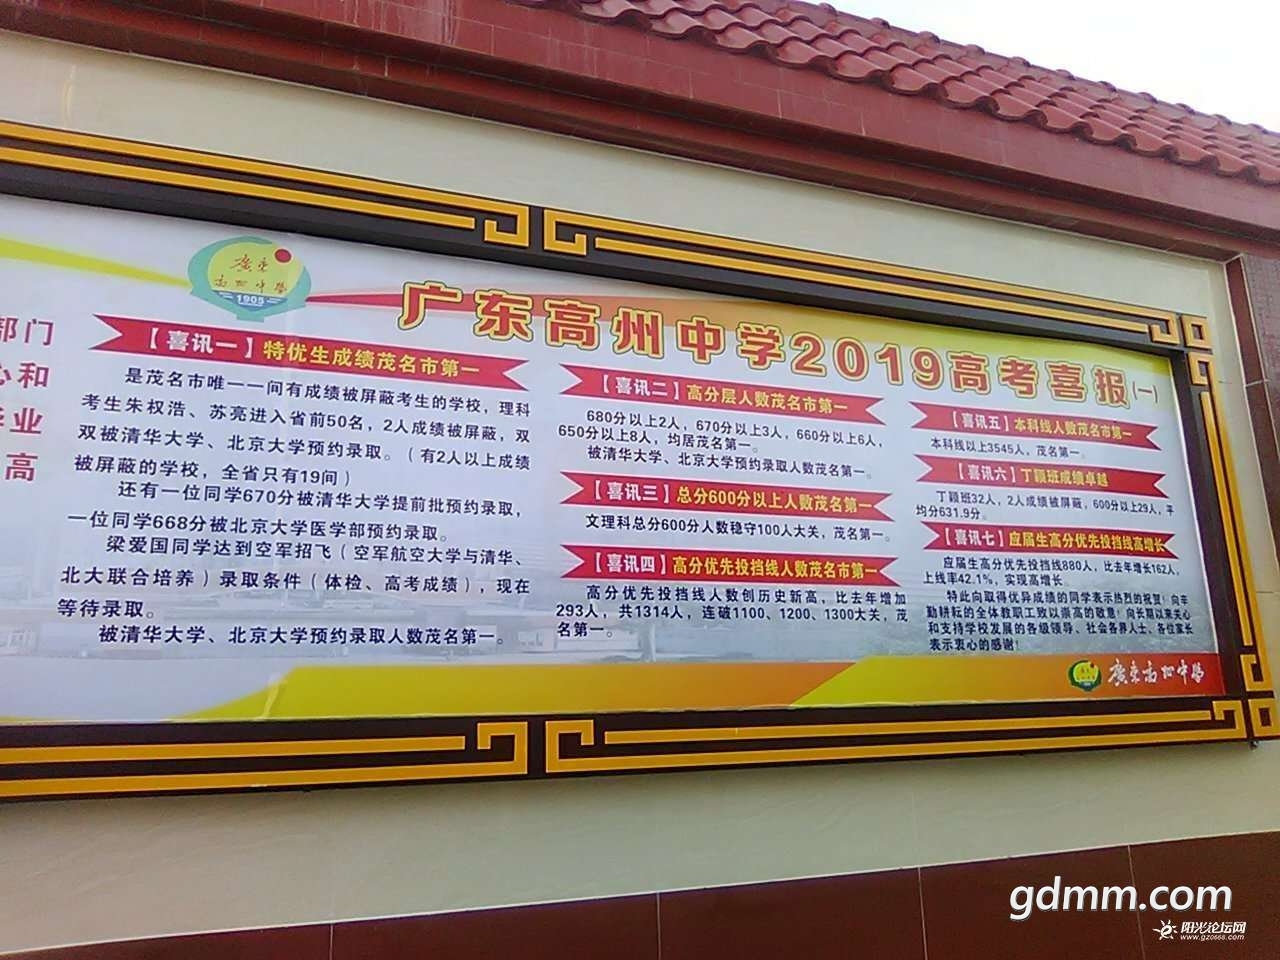 部门
心和
毕业
高
廣東
高州中學
1905
广东高州中学2019高考喜报(一)
【喜讯一】特优生成绩茂名市第一
是茂名市唯一一间有成绩被屏蔽考生的学校，理科
考生朱权浩、苏亮进入省前50名，2人成绩被屏蔽，双
双被清华大学、北京大学预约录取。（有2人以上成绩
被屏蔽的学校，全省只有19间）
还有一位同学670分被清华大学提前批预约录取，
一位同学668分被北京大学医学部预约录取。
梁爱国同学达到空军招飞（空军航空大学与清华、
北大联合培养）录取条件（体检、高考成绩），现在
等待录取。
被清华大学、北京大学预约录取人数茂名第一。
【喜讯二】高分层人数茂名市第一
680分以上2人，670分以上3人，660分以上6人，
650分以上8人，均居茂名第一。
被清华大学、北京大学预约录取人数茂名第一。
【喜讯三】总分600分以上人数茂名第一
文理科总分600分人数稳守100人大关，茂名第一。
【喜讯四】高分优先投挡线人数茂名市第一
高分优先投挡线人数创历史新高，比去年增加
293人，共1314人，连破1100、1200、1300大关，茂
名第一。
【喜讯五】本科线人数茂名市第一
本科线以上3545人，茂名第一。
【喜讯六】丁颖班成绩卓越
丁颖班32人，2人成绩被屏蔽，600分以上29人，平
均分631.9分。
【喜讯七】应届生高分优先投挡线高增长
应届生高分优先投挡线880人，比去年增长162人，
上线率42.1%，实现高增长。
特此向取得优异成绩的同学表示热烈的祝贺！向辛
勤耕耘的全体教职工致以崇高的敬意！向长期以来关心
和支持学校发展的各级领导、社会各界人士、各位家长
表示衷心的感谢！
廣東高州中學
gdmm.com
阳光论坛网
www.gz0668.com